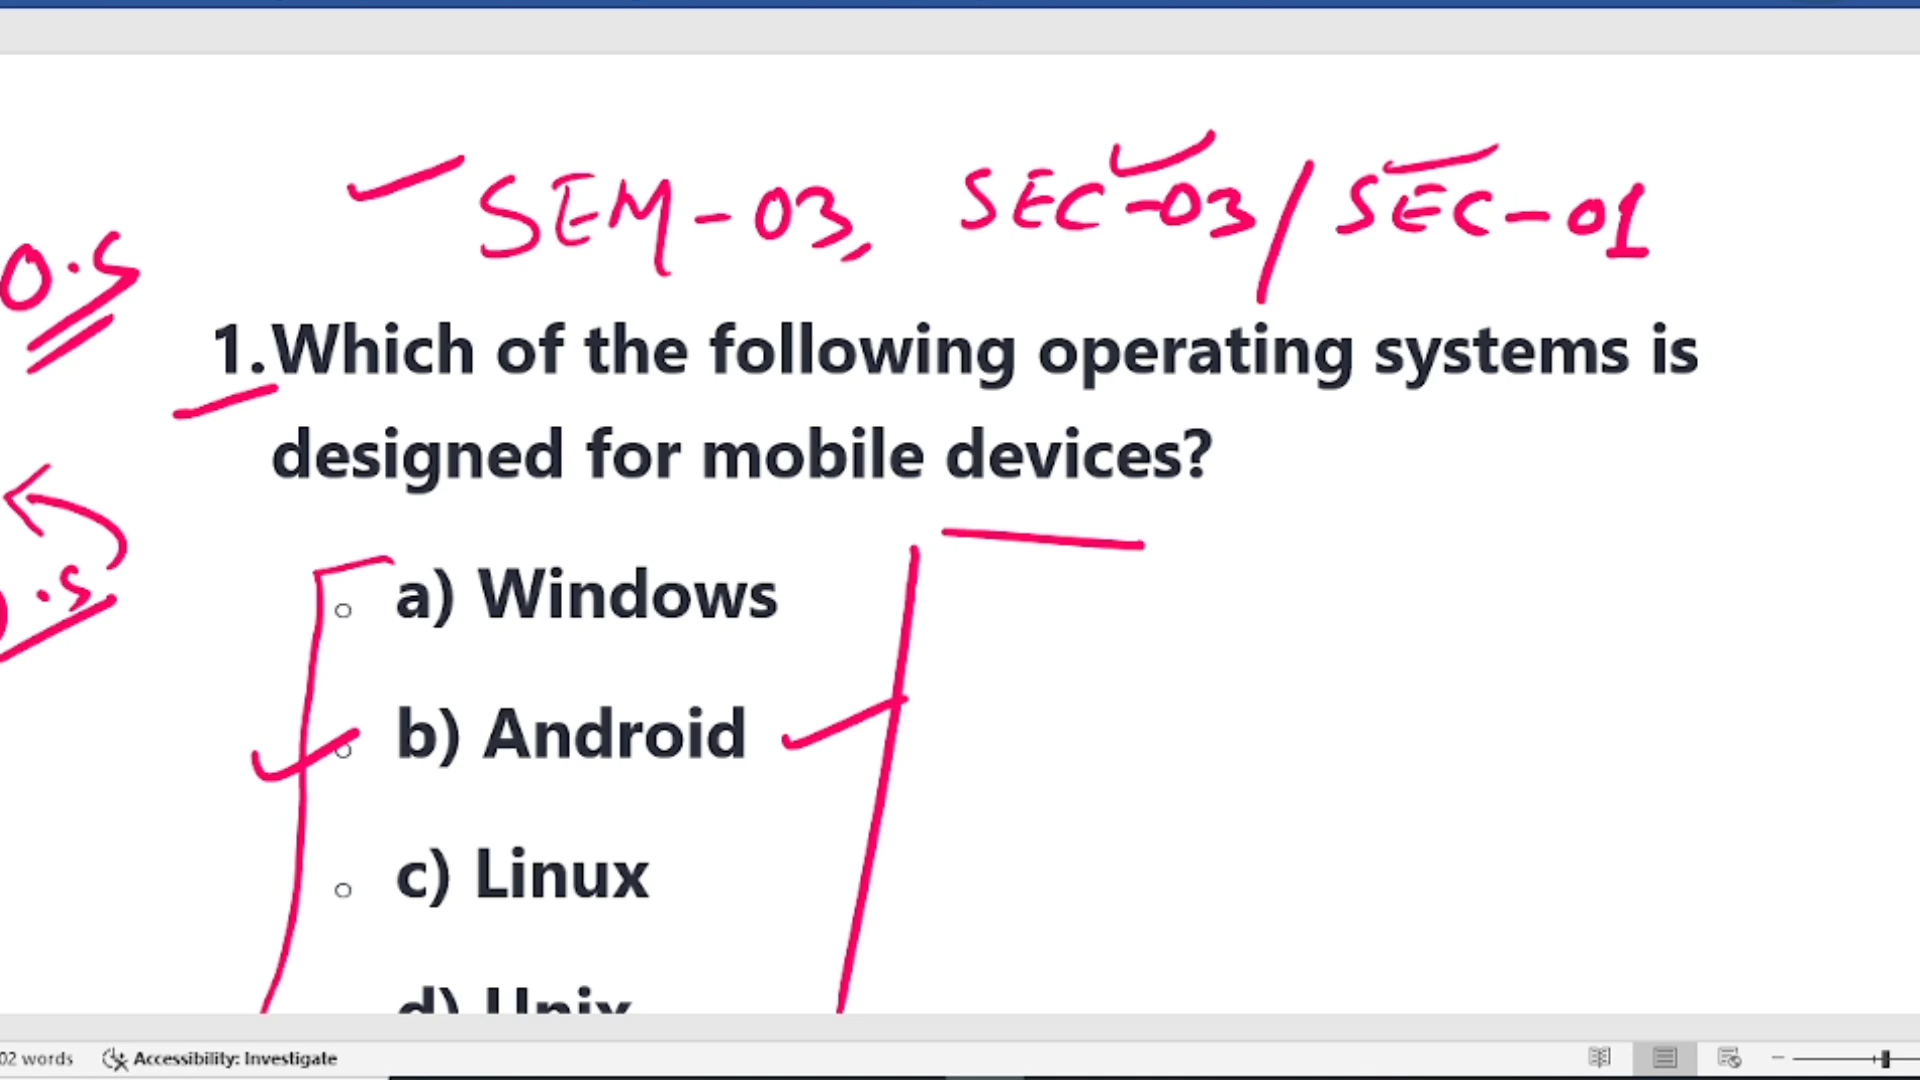 SEM-03, SEC-03/SEC-01
O.S
1.Which of the following operating systems is
designed for mobile devices?
.S
a) Windows
b) Android
c) Linux
d) Unix
02 words Accessibility: Investigate